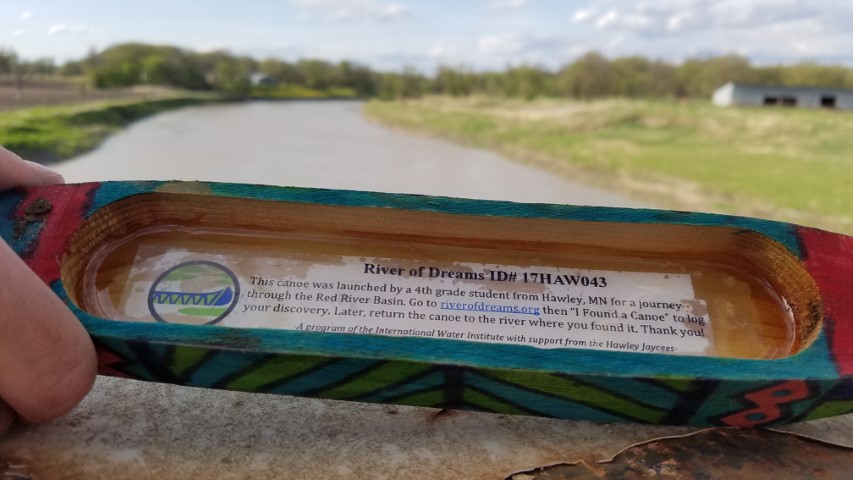 River of Dreams ID# 17HAW043
This canoe was launched by a 4th grade student from Hawley, MN for a journey
through the Red River Basin. Go to riverofdreams.org then "I Found a Canoe" to log
your discovery. Later, return the canoe to the river where you found it. Thank you!
-A program of the International Water Institute with support from the Hawley Jaycees-